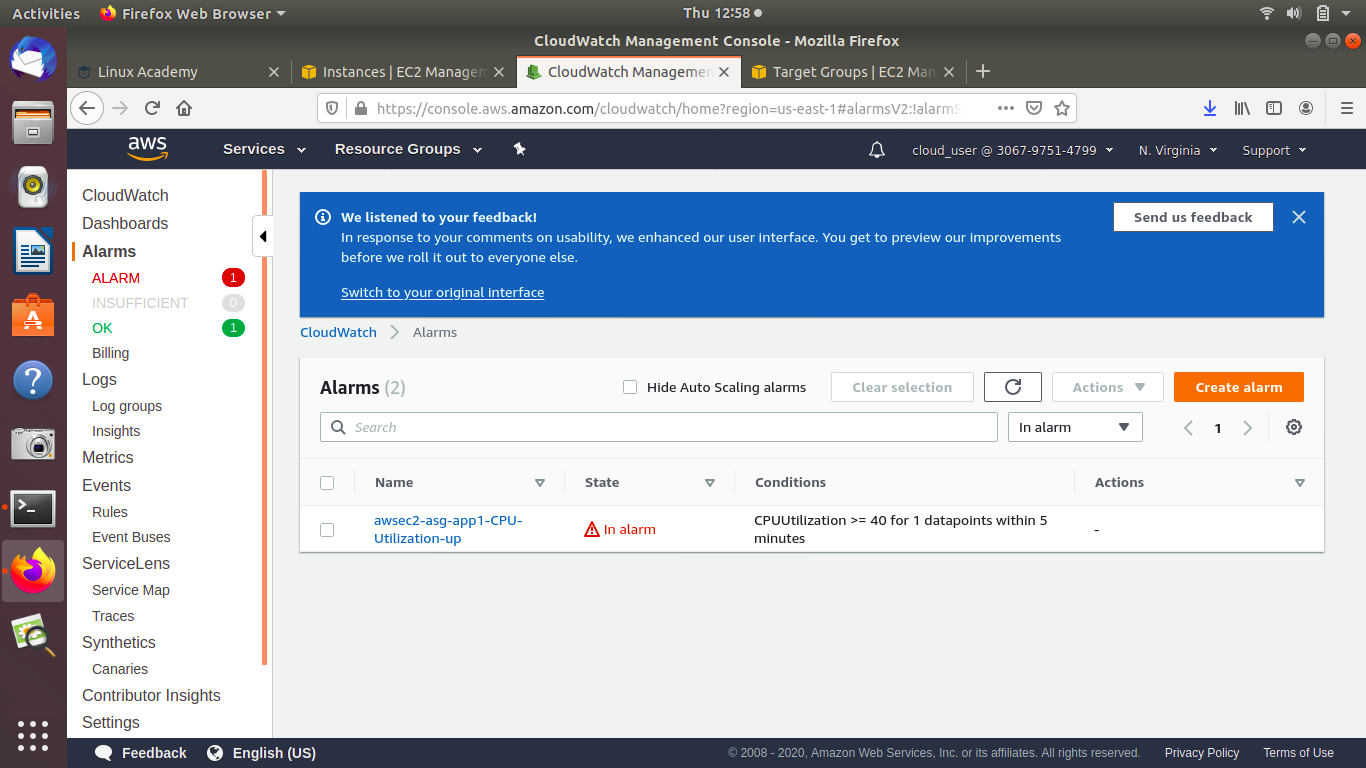 Activities
Firefox Web Browser
Thu 12:58
CloudWatch Management Console - Mozilla Firefox
Linux Academy
Instances | EC2 Managem
CloudWatch Managemen
Target Groups | EC2 Man
https://console.aws.amazon.com/cloudwatch/home?region=us-east-1#alarmsV2:!alarmS
aws
Services
Resource Groups
cloud_user @ 3067-9751-4799
N. Virginia
Support
CloudWatch
Dashboards
Alarms
ALARM 1
INSUFFICIENT 0
OK 1
Billing
Logs
Log groups
Insights
Metrics
Events
Rules
Event Buses
ServiceLens
Service Map
Traces
Synthetics
Canaries
Contributor Insights
Settings
We listened to your feedback!
In response to your comments on usability, we enhanced our user interface. You get to preview our improvements
before we roll it out to everyone else.
Switch to your original interface
Send us feedback
CloudWatch
Alarms
Alarms (2)
Hide Auto Scaling alarms
Clear selection
Actions
Create alarm
Search
In alarm
1
Name
State
Conditions
Actions
awsec2-asg-app1-CPU-
Utilization-up
In alarm
CPUUtilization >= 40 for 1 datapoints within 5
minutes
-
Feedback
English (US)
© 2008 - 2020, Amazon Web Services, Inc. or its affiliates. All rights reserved.
Privacy Policy
Terms of Use